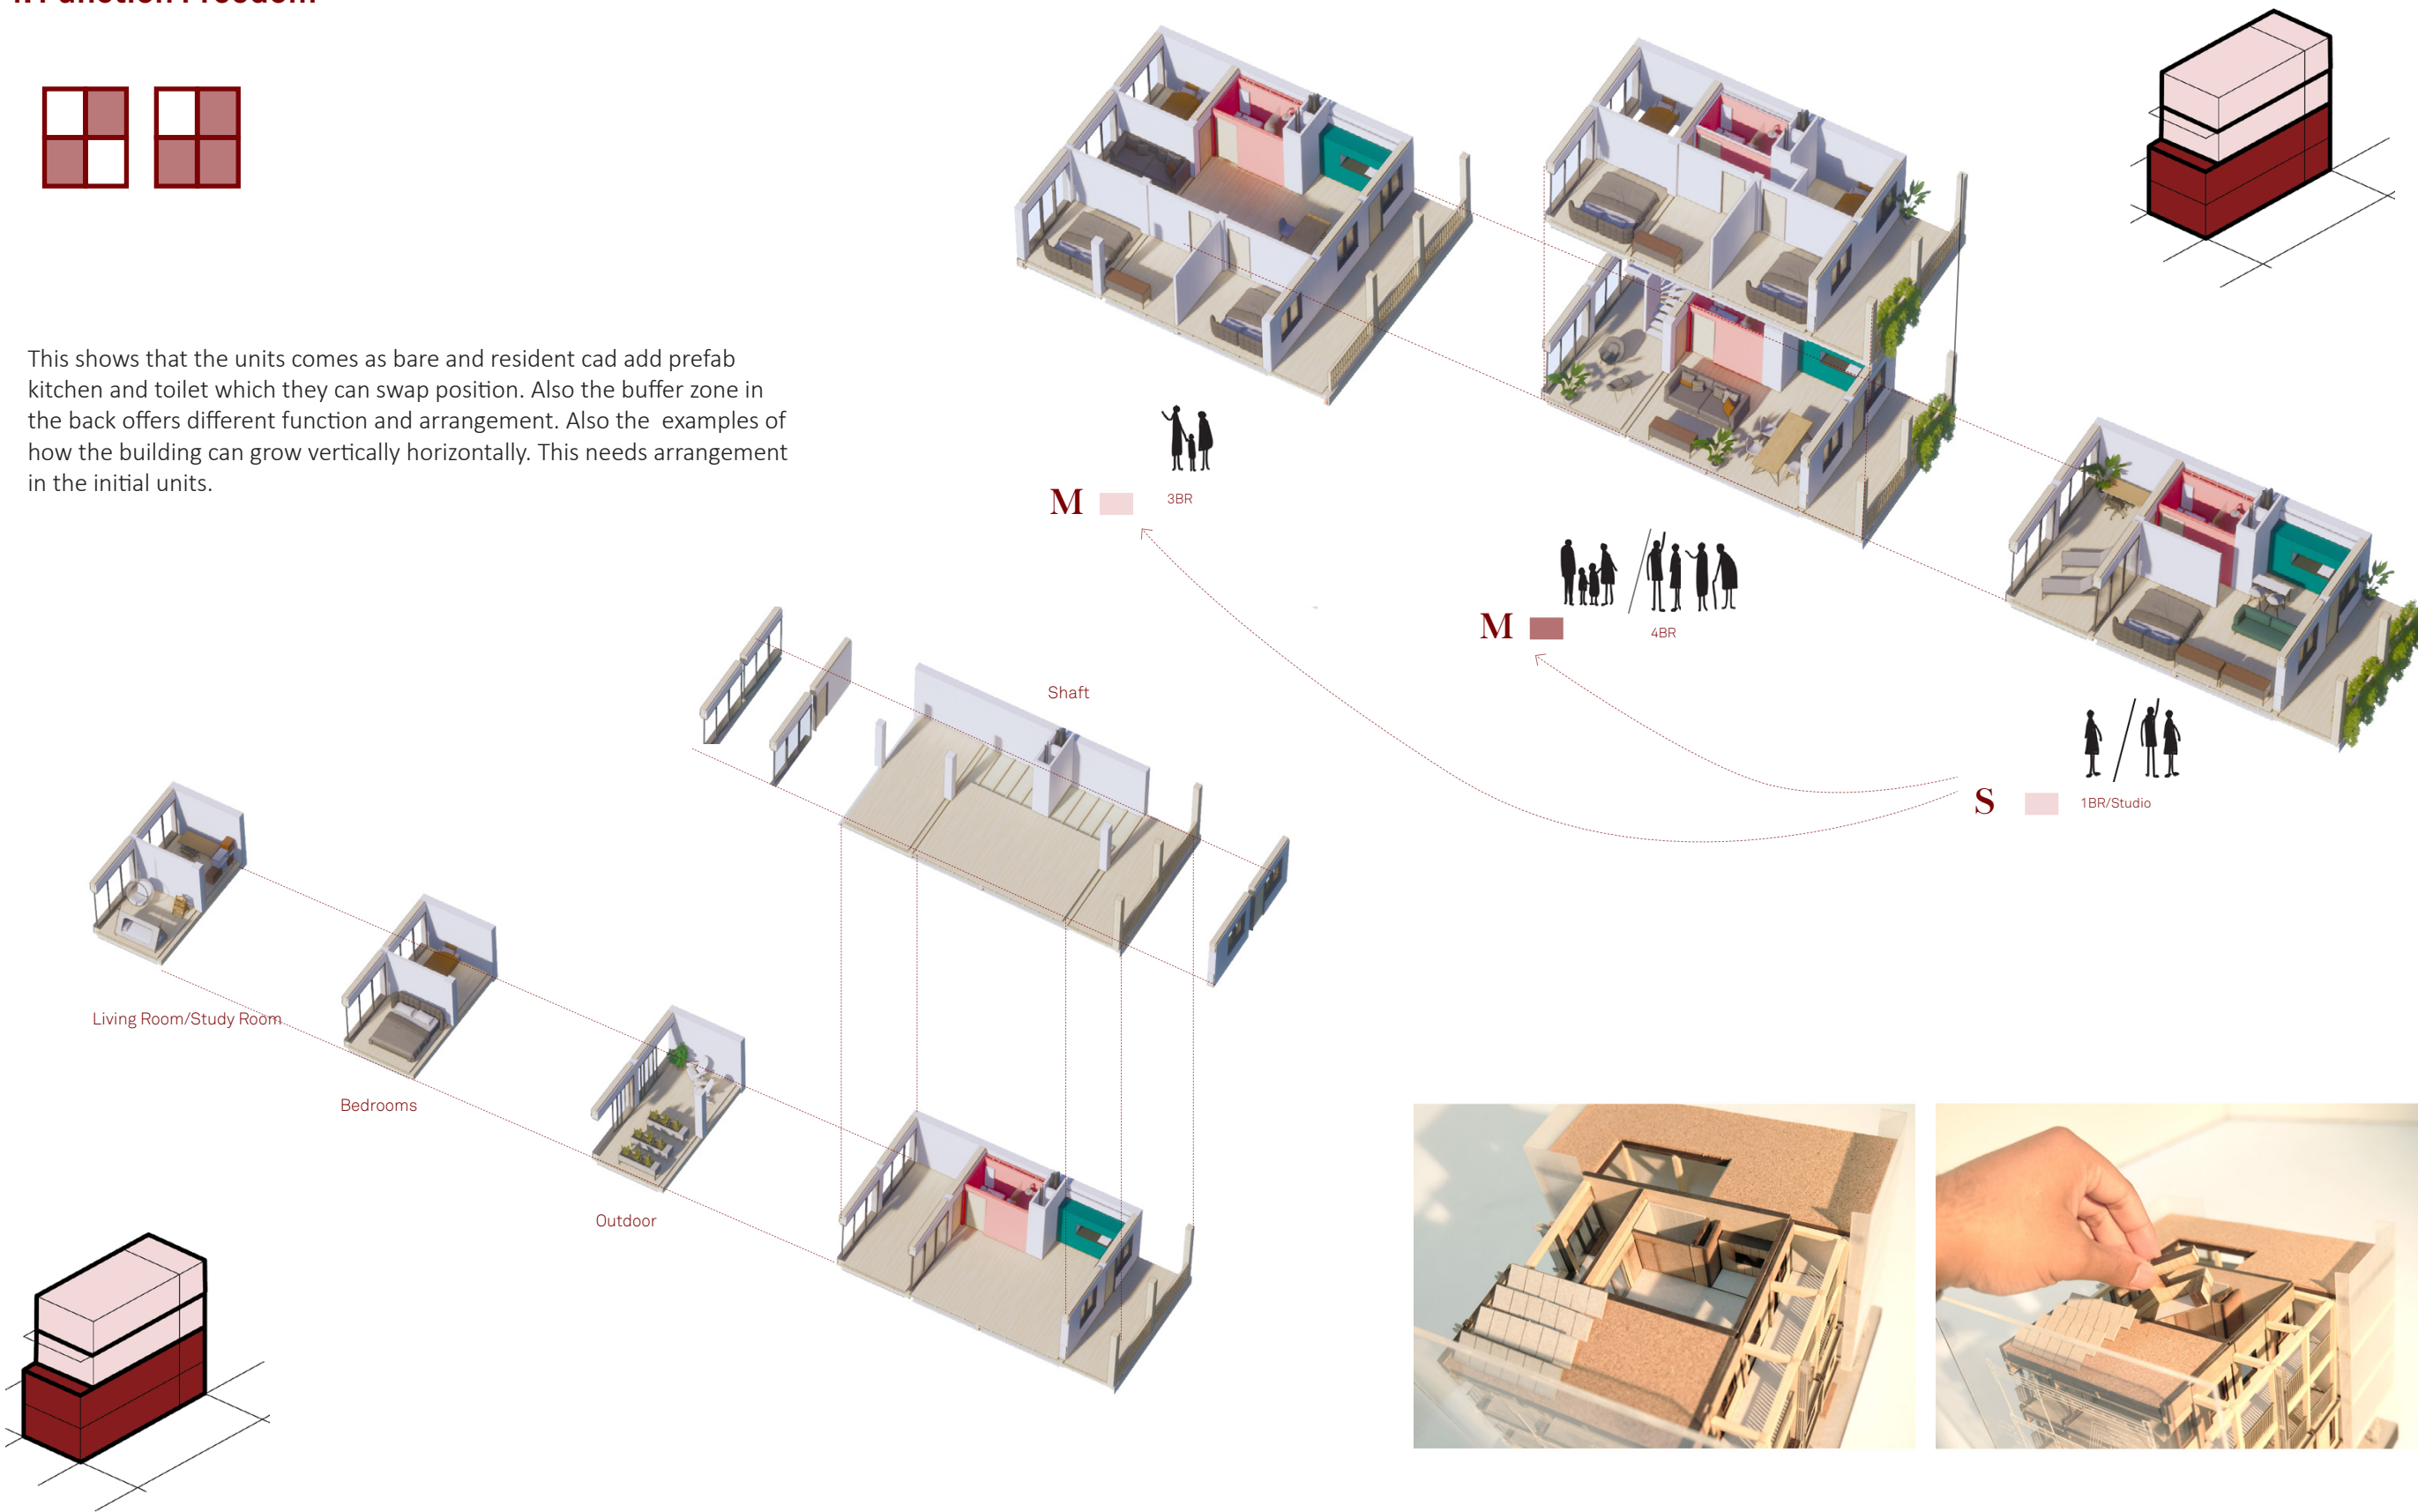 This shows that the units comes as bare and resident cad add prefab
kitchen and toilet which they can swap position. Also the buffer zone in
the back offers different function and arrangement. Also the  examples of
how the building can grow vertically horizontally. This needs arrangement
in the initial units.
M
3BR
M
4BR
S
1BR/Studio
Shaft
Living Room/Study Room
Bedrooms
Outdoor